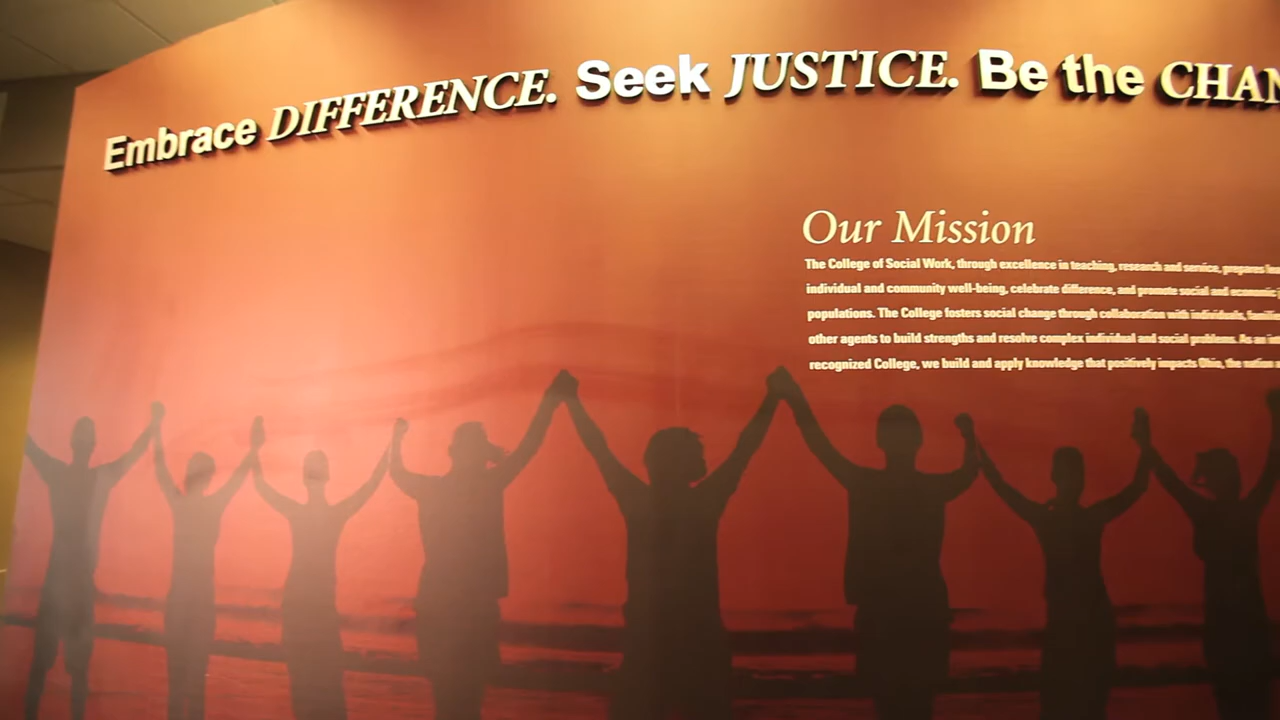 Embrace DIFFERENCE. Seek JUSTICE. Be the CHAN
Our Mission
The College of Social Work, through excellence in teaching, research and service, prepares
individual and community well-being, celebrate difference, and promote social and economic
populations. The College fosters social change through collaboration with individuals, families
other agents to build strengths and resolve complex individual and social problems. As an
recognized College, we build and apply knowledge that positively impacts Ohio, the nation